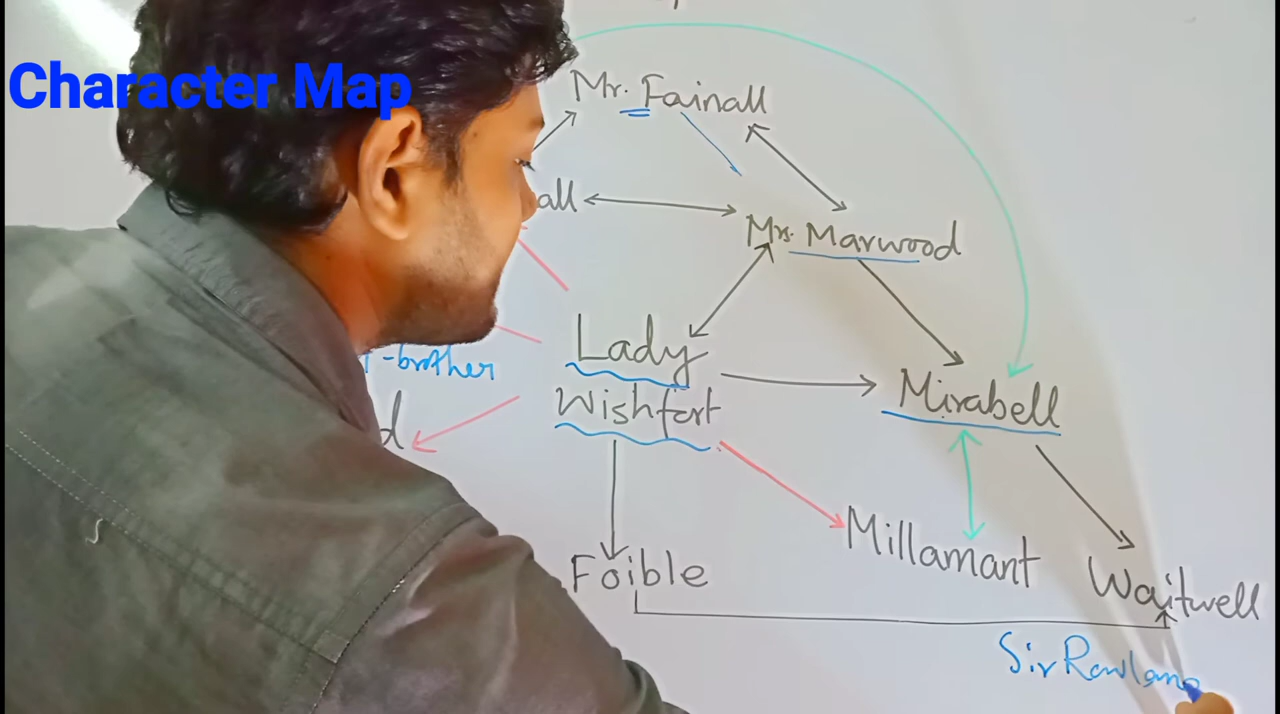 Character Map
Mr. Fainall
all
Mrs. Marwood
Lady
Wishfort
-brother
d
Mirabell
Millamant
Foible
Waitwell
Sir Rowland